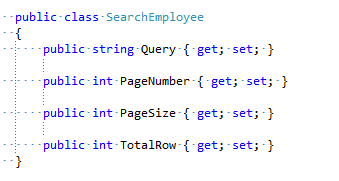 public class SearchEmployee
{
public string Query { get; set; }
public int PageNumber { get; set; }
public int PageSize { get; set; }
public int TotalRow { get; set; }
}